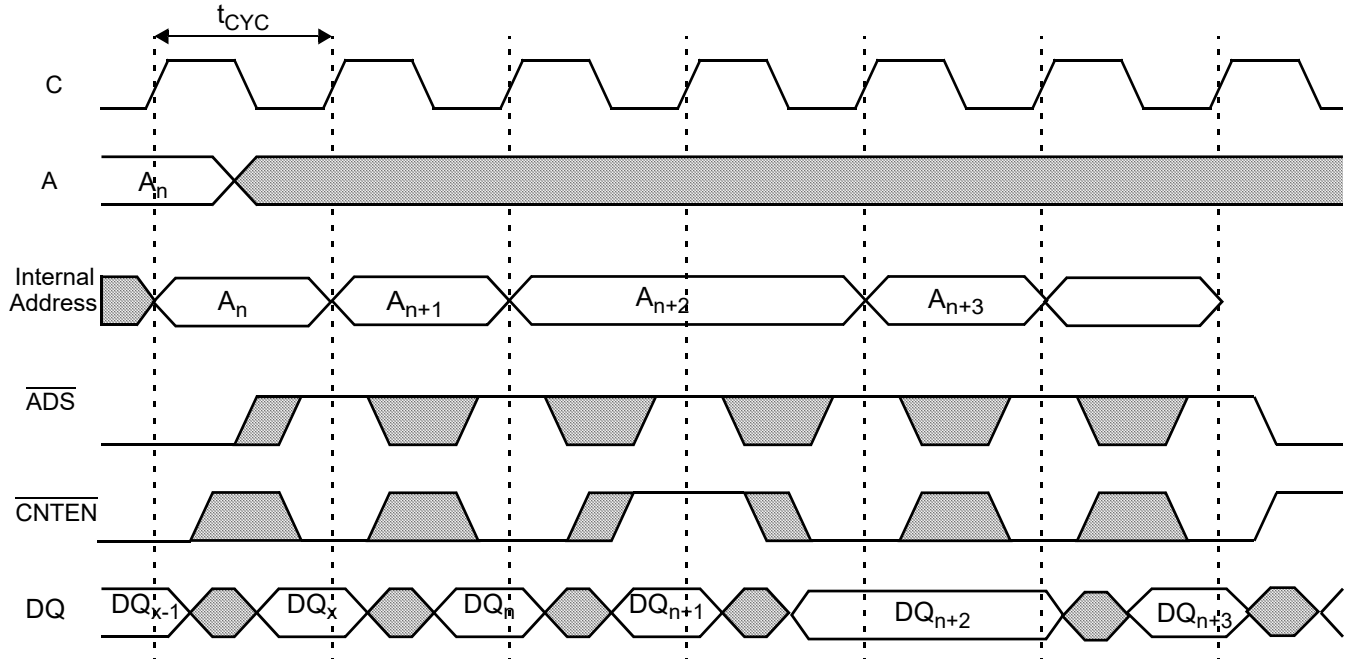 tCYC
C
A
An
Internal
Address
An
An+1
An+2
An+3
ADS
CNTEN
DQ
DQx-1
DQx
DQn
DQn+1
DQn+2
DQn+3